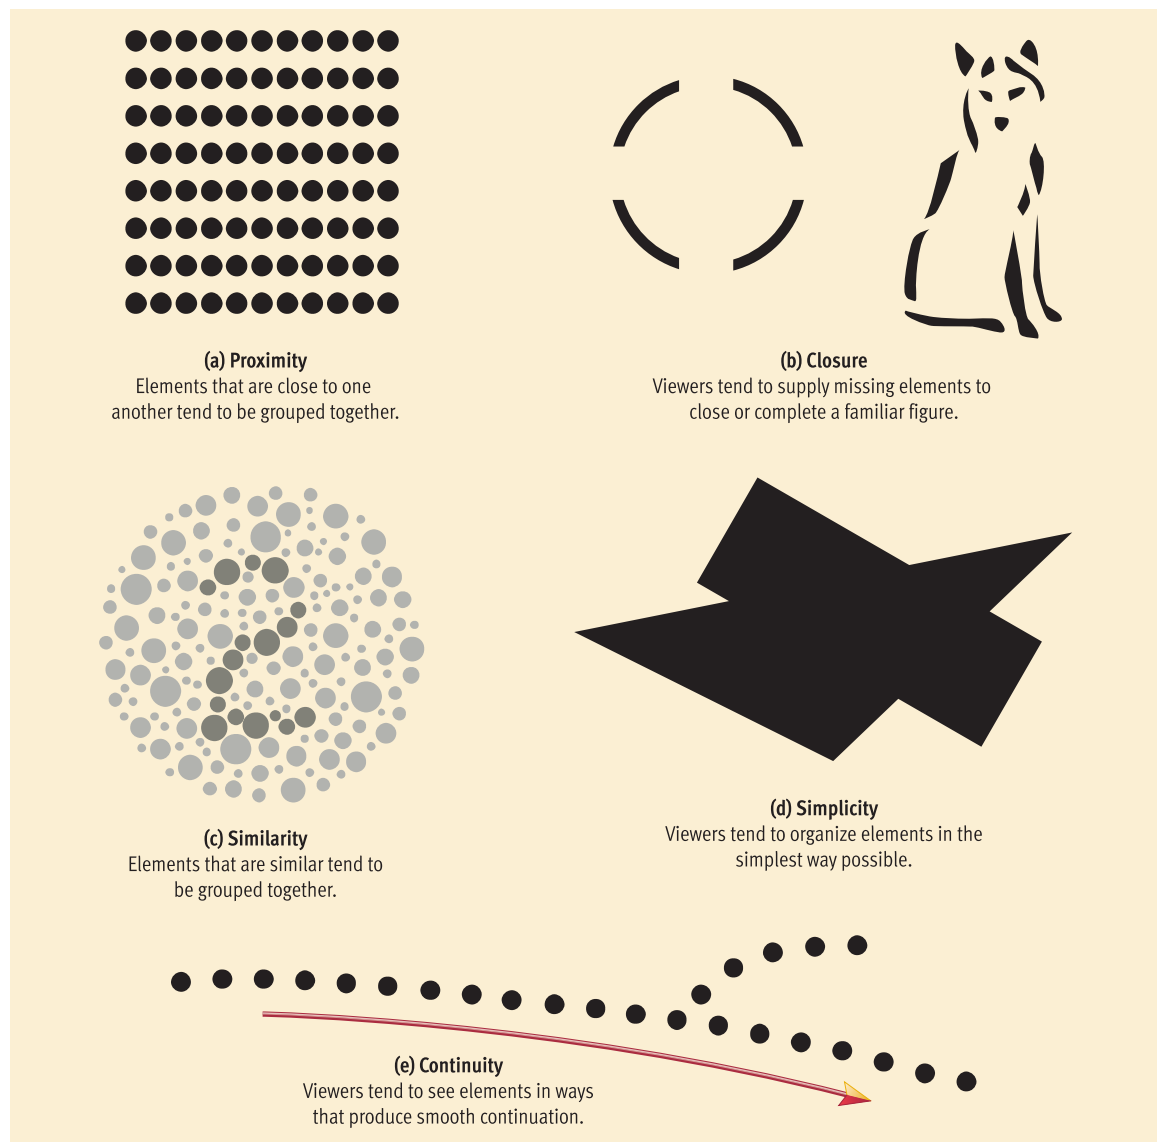 (a) Proximity
Elements that are close to one
another tend to be grouped together.
(b) Closure
Viewers tend to supply missing elements to
close or complete a familiar figure.
(c) Similarity
Elements that are similar tend to
be grouped together.
(d) Simplicity
Viewers tend to organize elements in the
simplest way possible.
(e) Continuity
Viewers tend to see elements in ways
that produce smooth continuation.